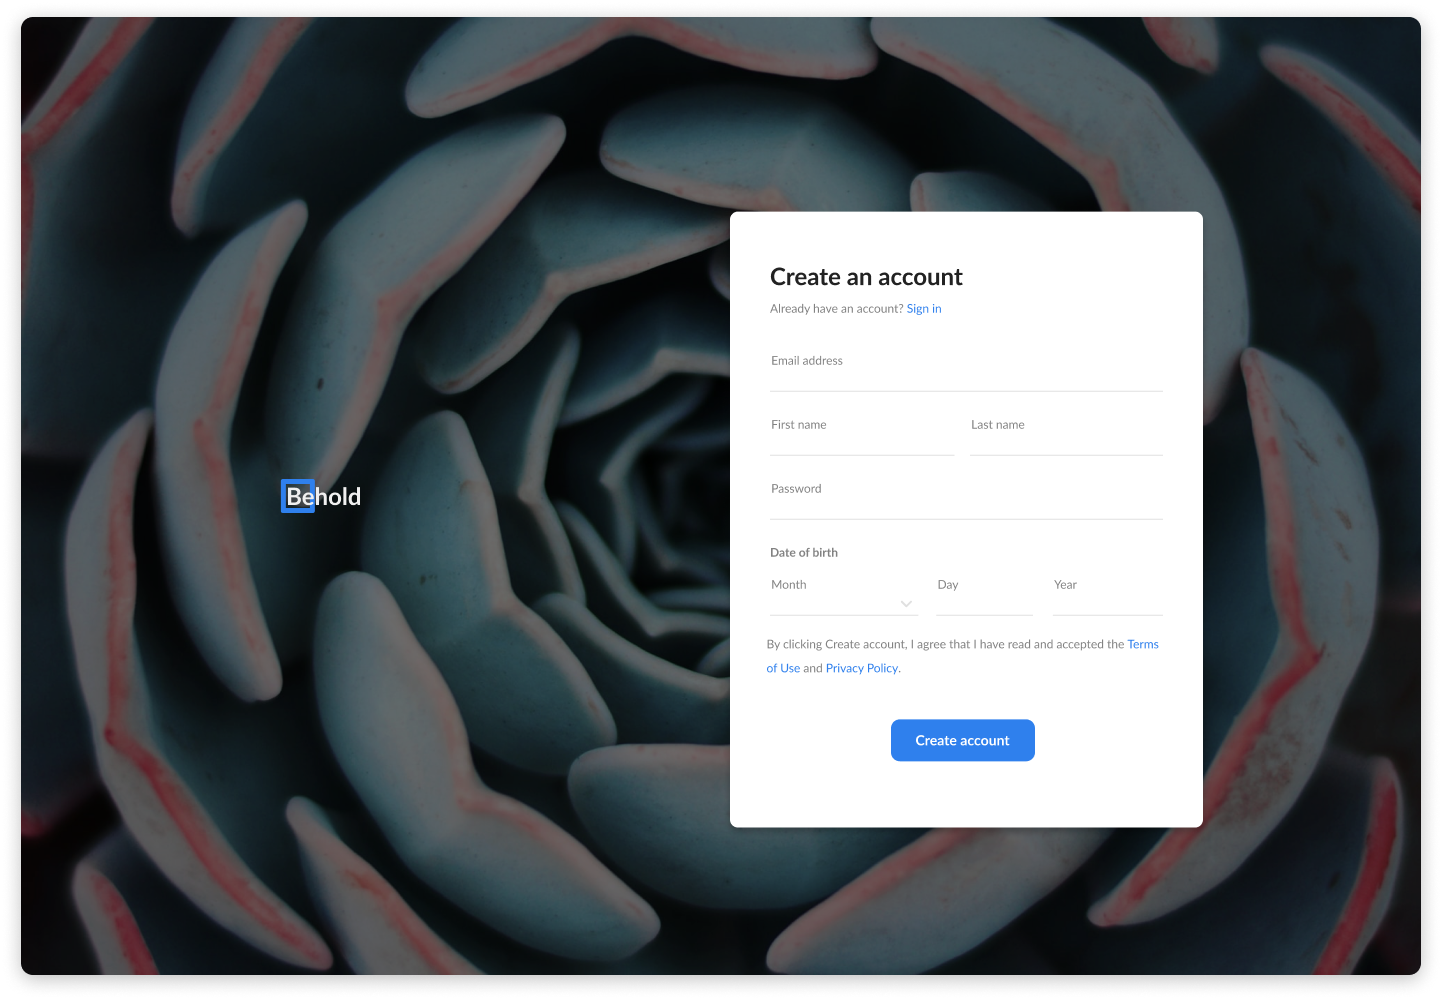 Behold
Create an account
Already have an account? Sign in
Email address
First name Last name
Password
Date of birth
Month Day Year
By clicking Create account, I agree that I have read and accepted the Terms
of Use and Privacy Policy.
Create account